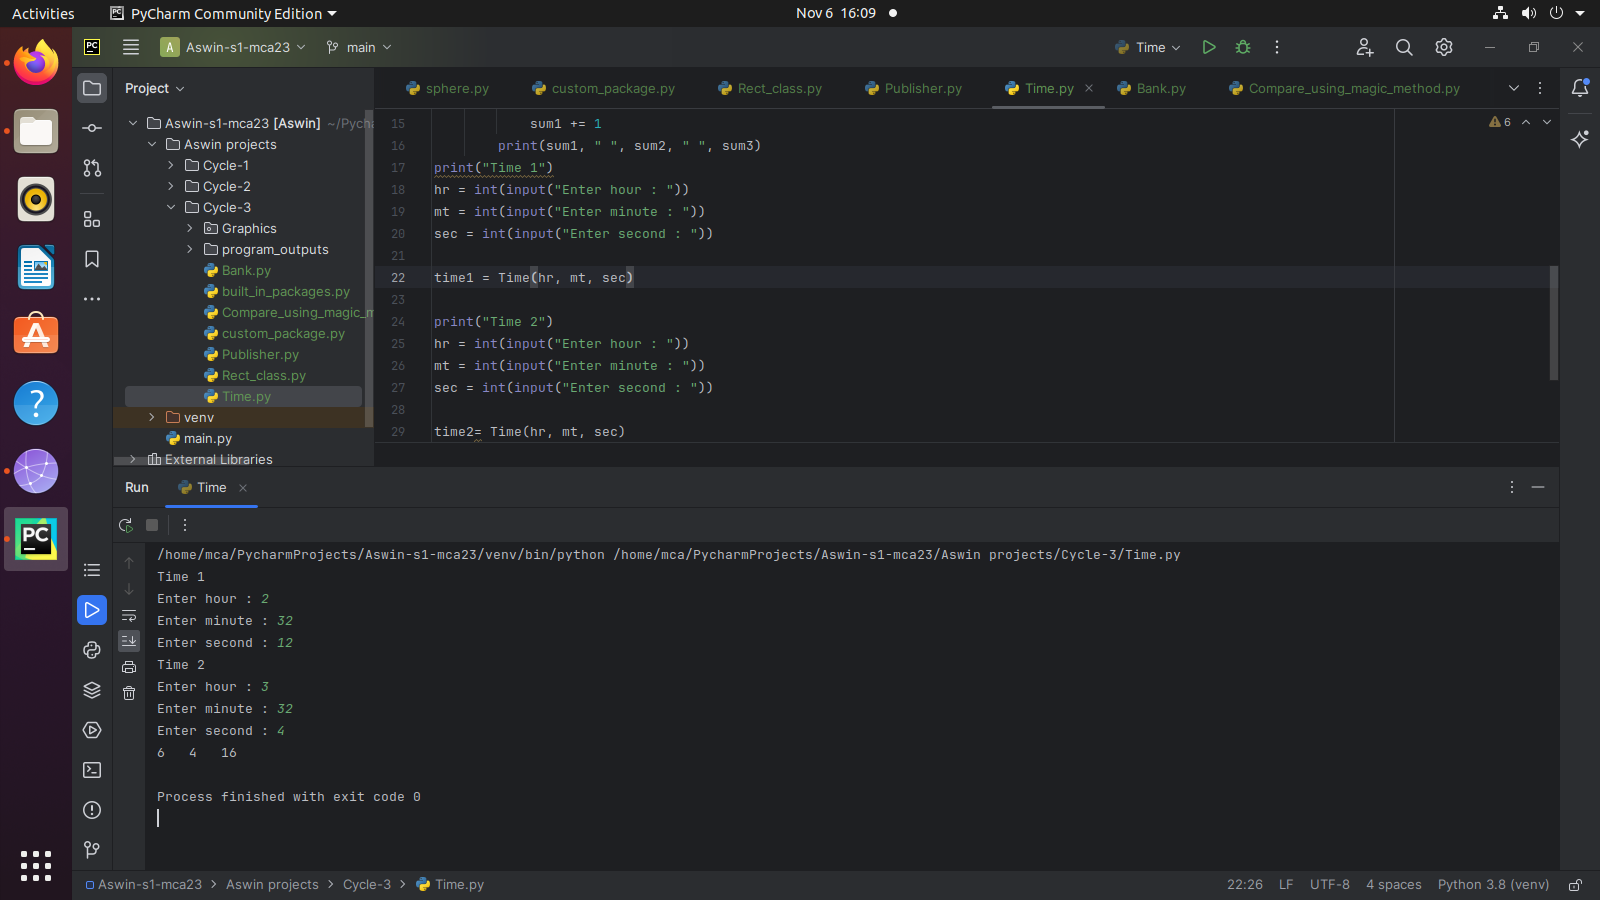 Activities PyCharm Community Edition Nov 6 16:09
PC A Aswin-s1-mca23 main Time
Project
sphere.py custom_package.py Rect_class.py Publisher.py Time.py Bank.py Compare_using_magic_method.py
Aswin-s1-mca23 [Aswin] ~/Pycha
Aswin projects
Cycle-1
Cycle-2
Cycle-3
Graphics
program_outputs
Bank.py
built_in_packages.py
Compare_using_magic_m
custom_package.py
Publisher.py
Rect_class.py
Time.py
venv
main.py
External Libraries
6
15 sum1 += 1
16 print(sum1, " ", sum2, " ", sum3)
17 print("Time 1")
18 hr = int(input("Enter hour : "))
19 mt = int(input("Enter minute : "))
20 sec = int(input("Enter second : "))
21
22 time1 = Time(hr, mt, sec)
23
24 print("Time 2")
25 hr = int(input("Enter hour : "))
26 mt = int(input("Enter minute : "))
27 sec = int(input("Enter second : "))
28
29 time2= Time(hr, mt, sec)
Run Time
PC
/home/mca/PycharmProjects/Aswin-s1-mca23/venv/bin/python /home/mca/PycharmProjects/Aswin-s1-mca23/Aswin projects/Cycle-3/Time.py
Time 1
Enter hour : 2
Enter minute : 32
Enter second : 12
Time 2
Enter hour : 3
Enter minute : 32
Enter second : 4
6 4 16
Process finished with exit code 0
Aswin-s1-mca23 > Aswin projects > Cycle-3 > Time.py 22:26 LF UTF-8 4 spaces Python 3.8 (venv)